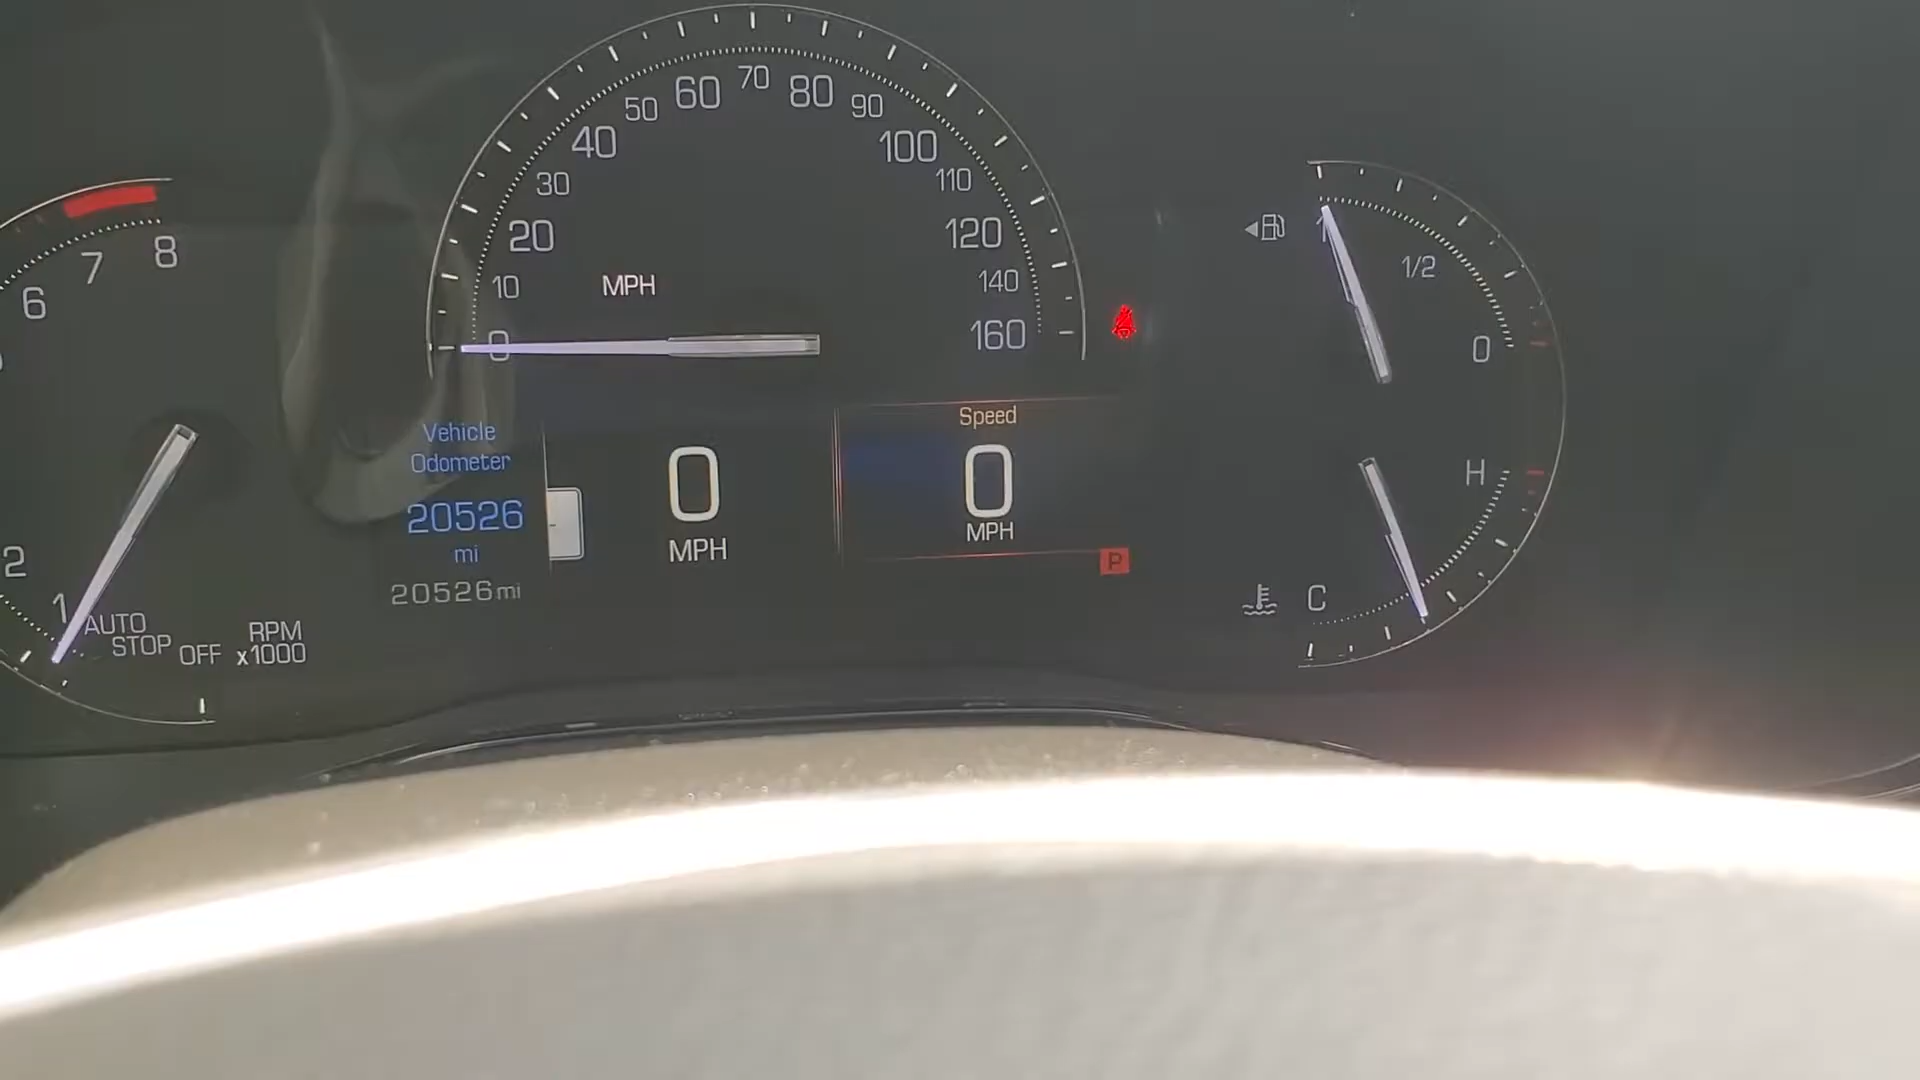 8
7
6
2
1
AUTO
STOP
OFF
RPM
x1000
0
10
20
30
40
50
60
70
80
90
100
110
120
140
160
MPH
Vehicle
Odometer
20526
mi
20526mi
0
MPH
Speed
0
MPH
P
1
1/2
0
H
C